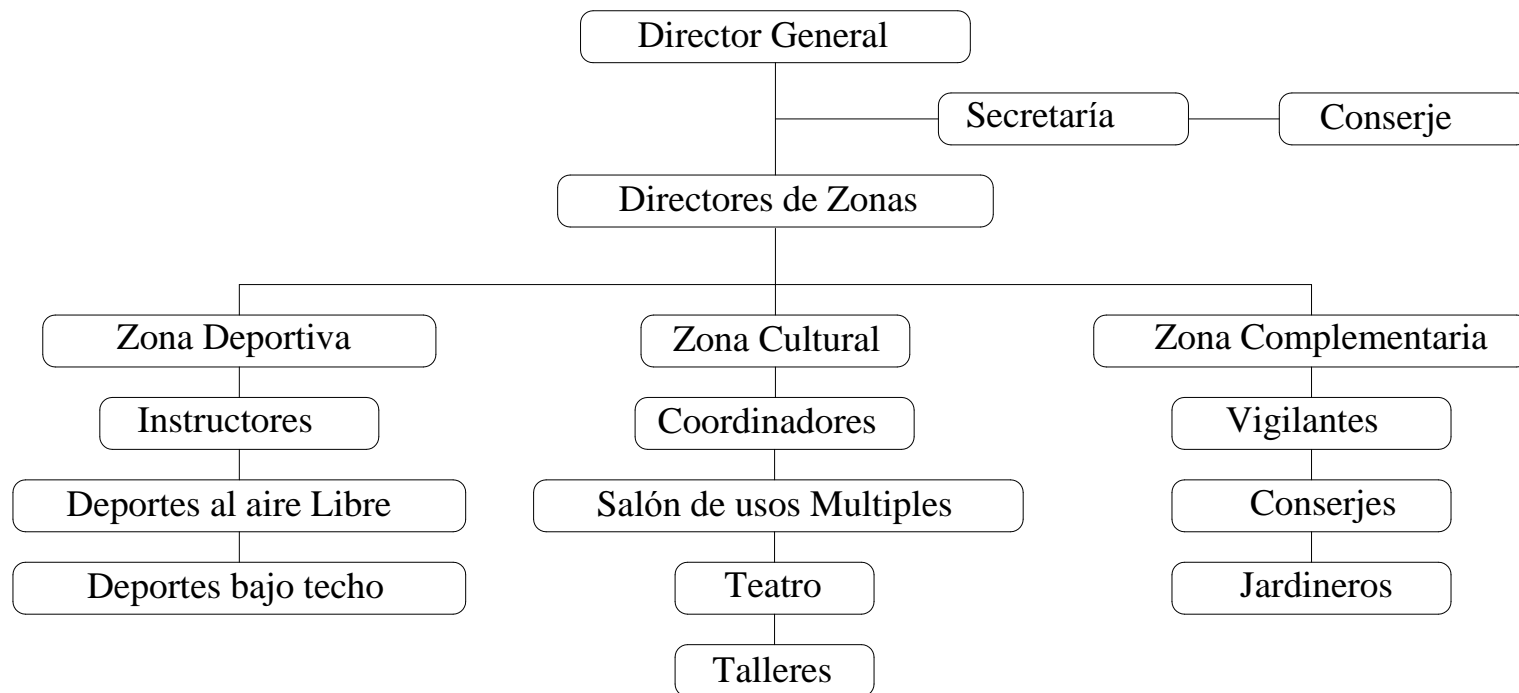 Director General
Secretaría
Conserje
Directores de Zonas
Zona Deportiva
Zona Cultural
Zona Complementaria
Instructores
Coordinadores
Vigilantes
Deportes al aire Libre
Salón de usos Multiples
Conserjes
Deportes bajo techo
Teatro
Jardineros
Talleres